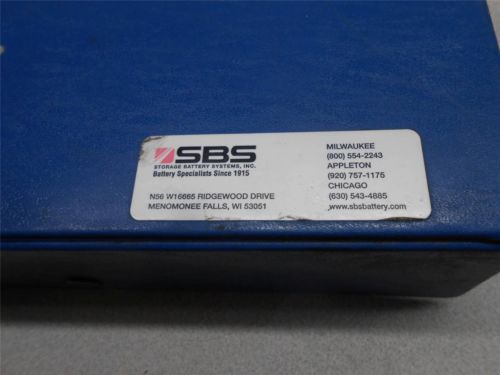 SBS
STORAGE BATTERY SYSTEMS, INC.
Battery Specialists Since 1915
N56 W16665 RIDGEWOOD DRIVE
MENOMONEE FALLS, WI 53051
MILWAUKEE
(800) 554-2243
APPLETON
(920) 757-1175
CHICAGO
(630) 543-4885
www.sbsbattery.com